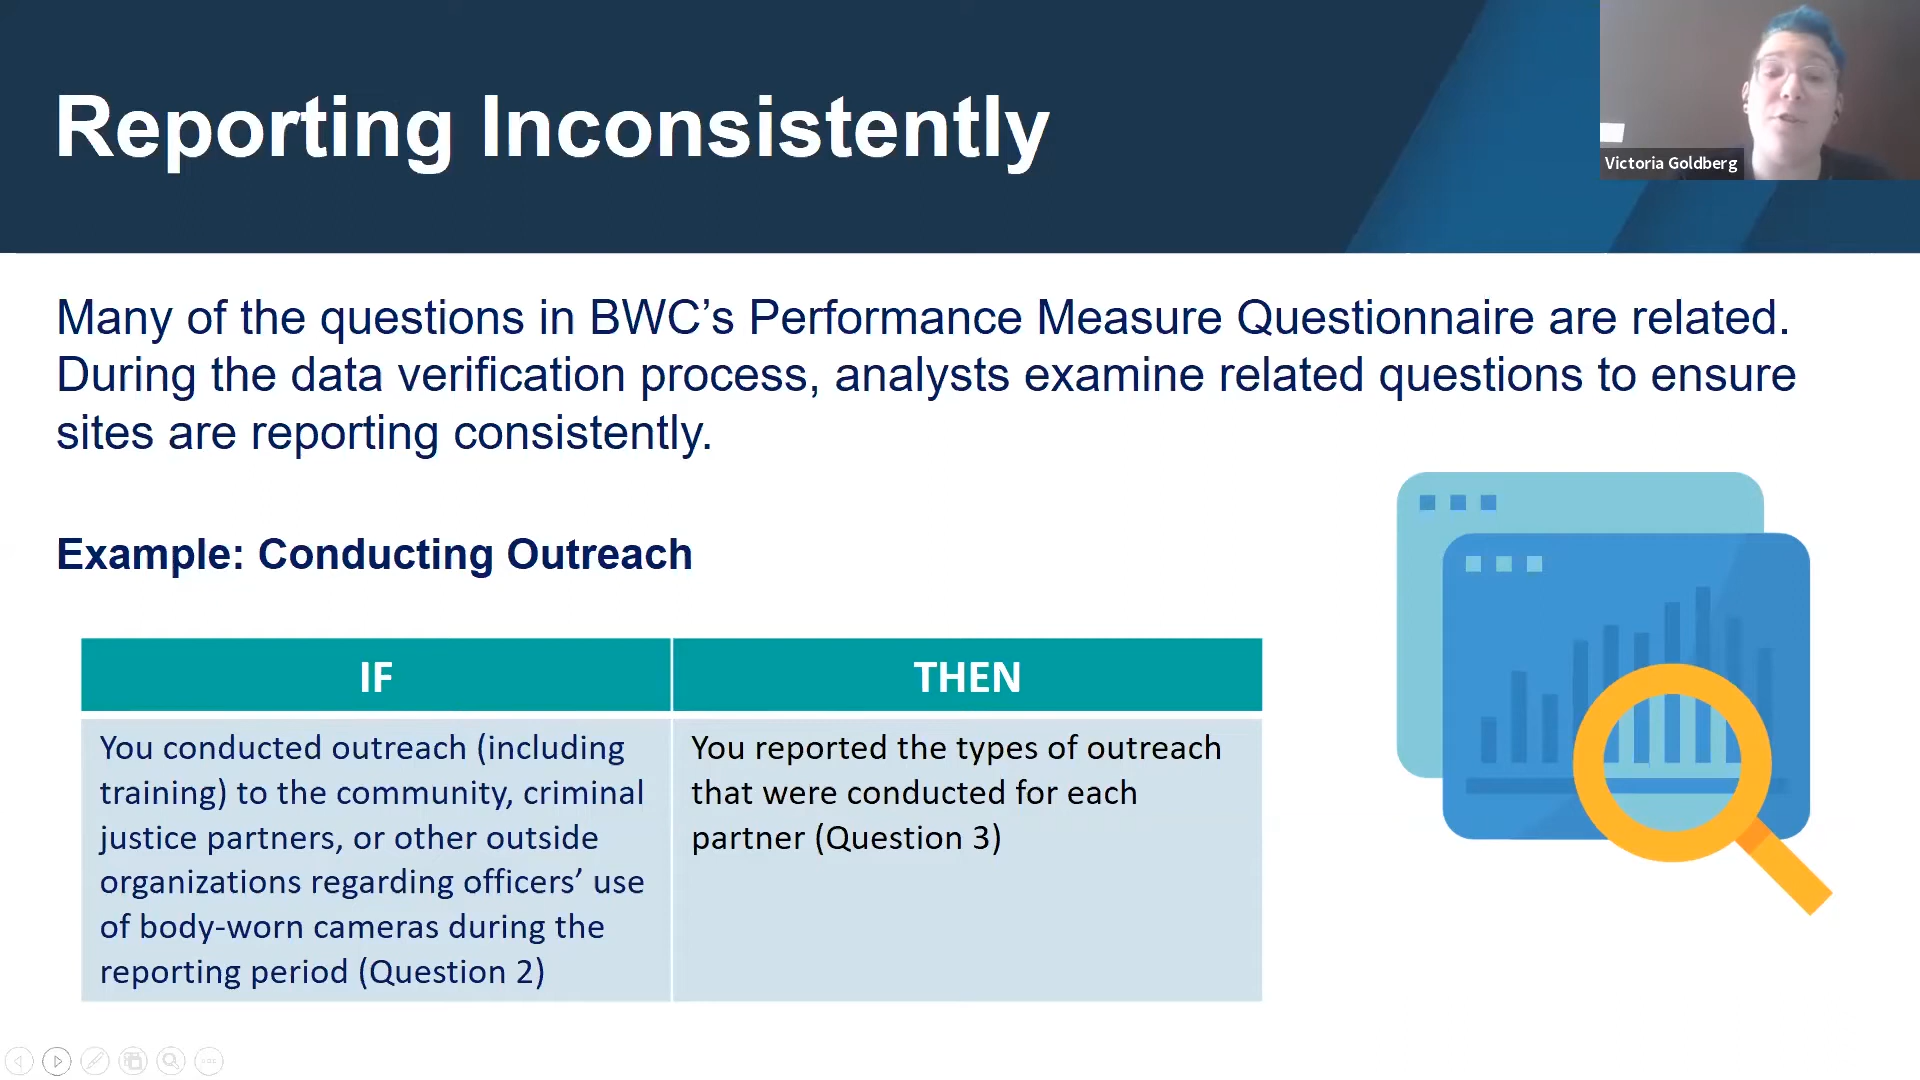 Reporting Inconsistently
Victoria Goldberg
Many of the questions in BWC’s Performance Measure Questionnaire are related.
During the data verification process, analysts examine related questions to ensure
sites are reporting consistently.
Example: Conducting Outreach
IF
THEN
You conducted outreach (including
training) to the community, criminal
justice partners, or other outside
organizations regarding officers’ use
of body-worn cameras during the
reporting period (Question 2)
You reported the types of outreach
that were conducted for each
partner (Question 3)